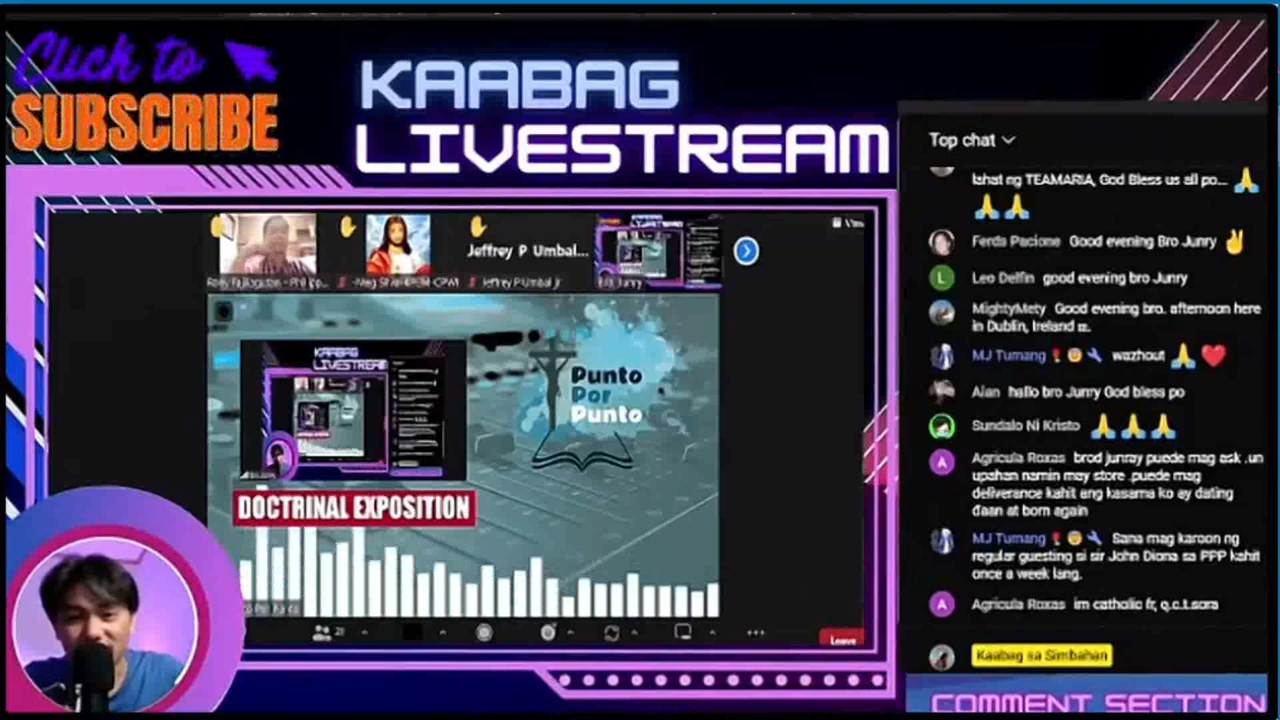 Click to
SUBSCRIBE
KAABAG
LIVESTREAM
Jeffrey P Umbal...
Jeffrey P Umbal Jr
KAABAG
LIVESTREAM
Punto
Por
Punto
DOCTRINAL EXPOSITION
Leave
Top chat
lahat ng TEAMARIA, God Bless us all po... 🙏
🙏🙏
Ferds Pacione Good evening Bro Junry ✌
L
Leo Delfin good evening bro Junry
MightyMety Good evening bro. afternoon here
in Dublin, Ireland
MJ Tumang wazhout 🙏❤
Alan hallo bro Junry God bless po
Sundalo Ni Kristo 🙏🙏🙏
A
Agricula Roxas brod junray puede mag ask .un
upahan namin may store .puede mag
deliverance kahit ang kasama ko ay dating
daan at born again
MJ Tumang Sana mag karoon ng
regular guesting si sir John Diona sa PPP kahit
once a week lang.
A
Agricula Roxas im catholic fr, q.c.t.sora
Kaabag sa Simbahan
COMMENT SECTION